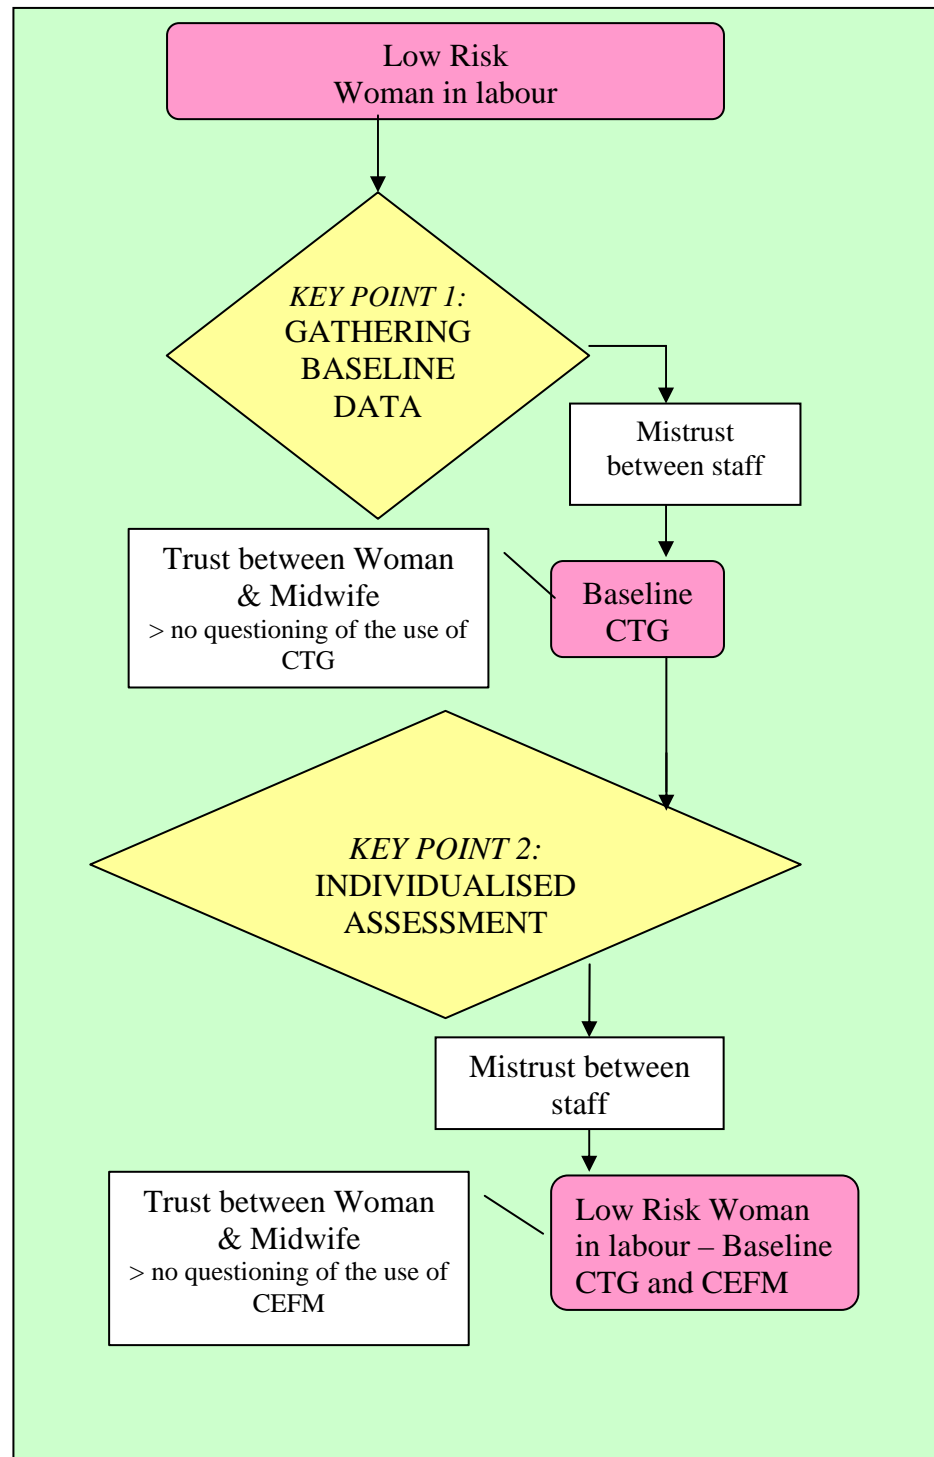 Low Risk
Woman in labour
KEY POINT 1:
GATHERING
BASELINE
DATA
Mistrust
between staff
Trust between Woman
& Midwife
> no questioning of the use of
CTG
Baseline
CTG
KEY POINT 2:
INDIVIDUALISED
ASSESSMENT
Mistrust between
staff
Trust between Woman
& Midwife
> no questioning of the use of
CEFM
Low Risk Woman
in labour – Baseline
CTG and CEFM